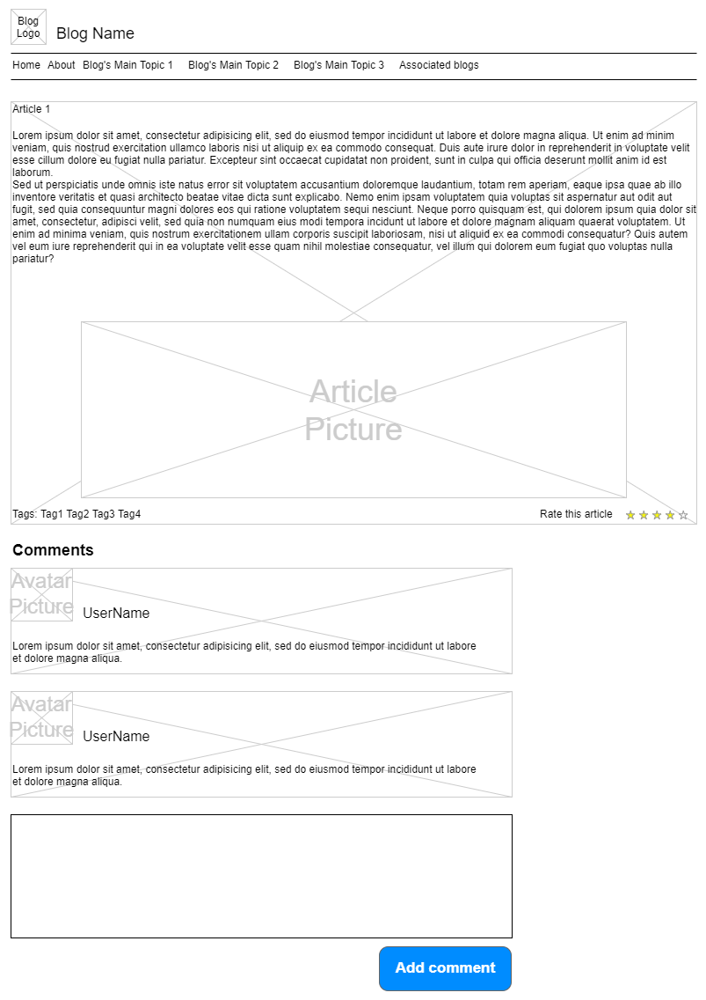 Blog
Logo
Blog Name
Home About Blog's Main Topic 1 Blog's Main Topic 2 Blog's Main Topic 3 Associated blogs
Article 1
Lorem ipsum dolor sit amet, consectetur adipisicing elit, sed do eiusmod tempor incididunt ut labore et dolore magna aliqua. Ut enim ad minim
veniam, quis nostrud exercitation ullamco laboris nisi ut aliquip ex ea commodo consequat. Duis aute irure dolor in reprehenderit in voluptate velit
esse cillum dolore eu fugiat nulla pariatur. Excepteur sint occaecat cupidatat non proident, sunt in culpa qui officia deserunt mollit anim id est
laborum.
Sed ut perspiciatis unde omnis iste natus error sit voluptatem accusantium doloremque laudantium, totam rem aperiam, eaque ipsa quae ab illo
inventore veritatis et quasi architecto beatae vitae dicta sunt explicabo. Nemo enim ipsam voluptatem quia voluptas sit aspernatur aut odit aut
fugit, sed quia consequuntur magni dolores eos qui ratione voluptatem sequi nesciunt. Neque porro quisquam est, qui dolorem ipsum quia dolor sit
amet, consectetur, adipisci velit, sed quia non numquam eius modi tempora incidunt ut labore et dolore magnam aliquam quaerat voluptatem. Ut
enim ad minima veniam, quis nostrum exercitationem ullam corporis suscipit laboriosam, nisi ut aliquid ex ea commodi consequatur? Quis autem
vel eum iure reprehenderit qui in ea voluptate velit esse quam nihil molestiae consequatur, vel illum qui dolorem eum fugiat quo voluptas nulla
pariatur?
Article
Picture
Tags: Tag1 Tag2 Tag3 Tag4 Rate this article
Comments
Avatar
Picture
UserName
Lorem ipsum dolor sit amet, consectetur adipisicing elit, sed do eiusmod tempor incididunt ut labore
et dolore magna aliqua.
Avatar
Picture
UserName
Lorem ipsum dolor sit amet, consectetur adipisicing elit, sed do eiusmod tempor incididunt ut labore
et dolore magna aliqua.
Add comment